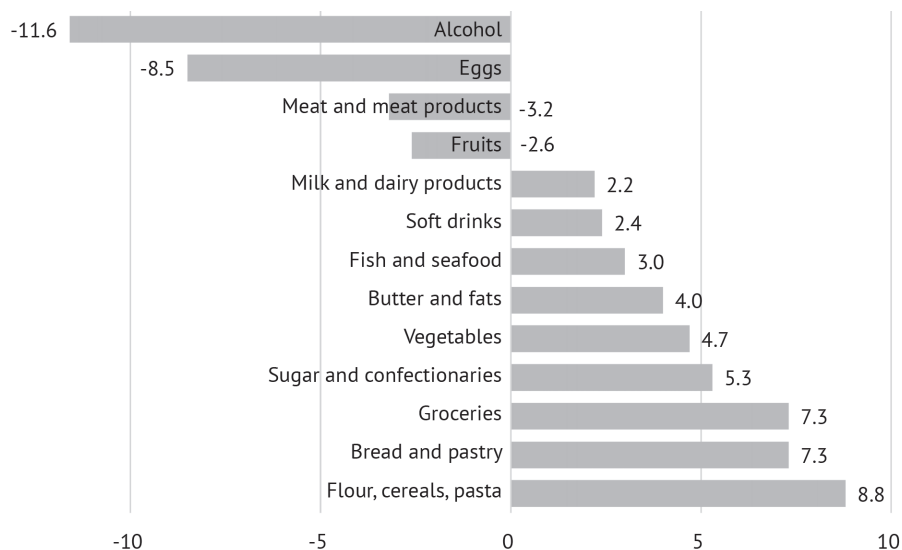 -11.6 Alcohol
-8.5 Eggs
Meat and meat products -3.2
Fruits -2.6
Milk and dairy products 2.2
Soft drinks 2.4
Fish and seafood 3.0
Butter and fats 4.0
Vegetables 4.7
Sugar and confectionaries 5.3
Groceries 7.3
Bread and pastry 7.3
Flour, cereals, pasta 8.8
-10 -5 0 5 10